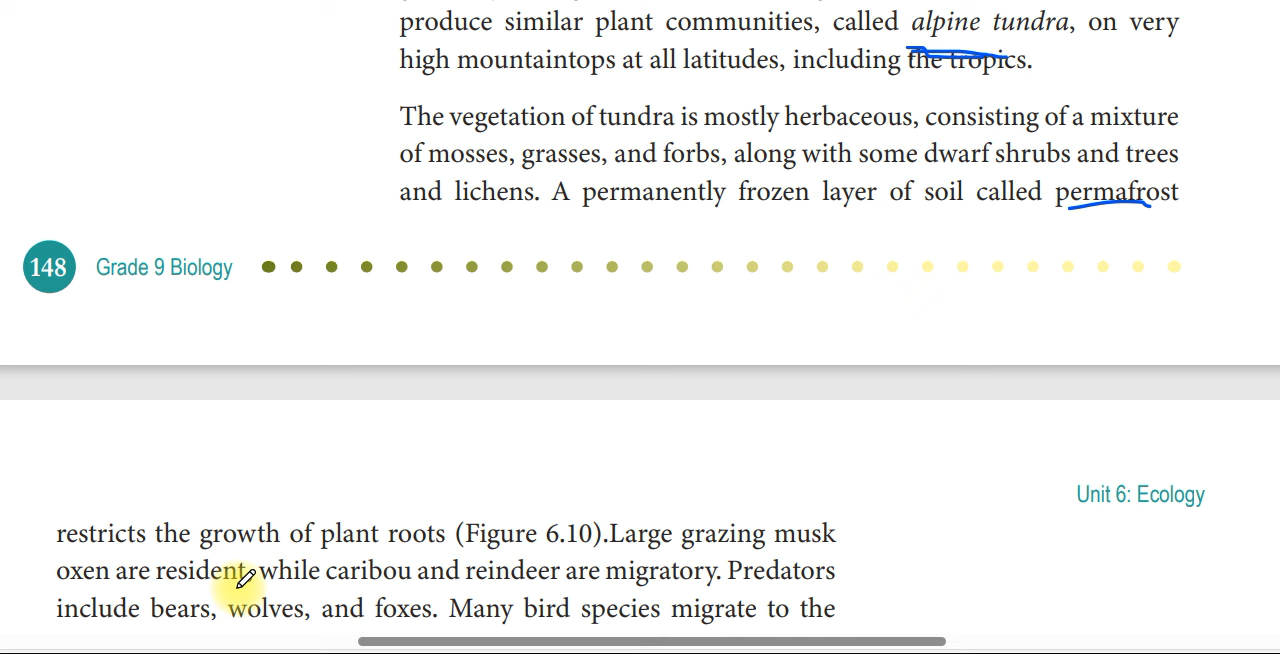 produce similar plant communities, called alpine tundra, on very
high mountaintops at all latitudes, including the tropics.
The vegetation of tundra is mostly herbaceous, consisting of a mixture
of mosses, grasses, and forbs, along with some dwarf shrubs and trees
and lichens. A permanently frozen layer of soil called permafrost
148 Grade 9 Biology
Unit 6: Ecology
restricts the growth of plant roots (Figure 6.10).Large grazing musk
oxen are resident, while caribou and reindeer are migratory. Predators
include bears, wolves, and foxes. Many bird species migrate to the